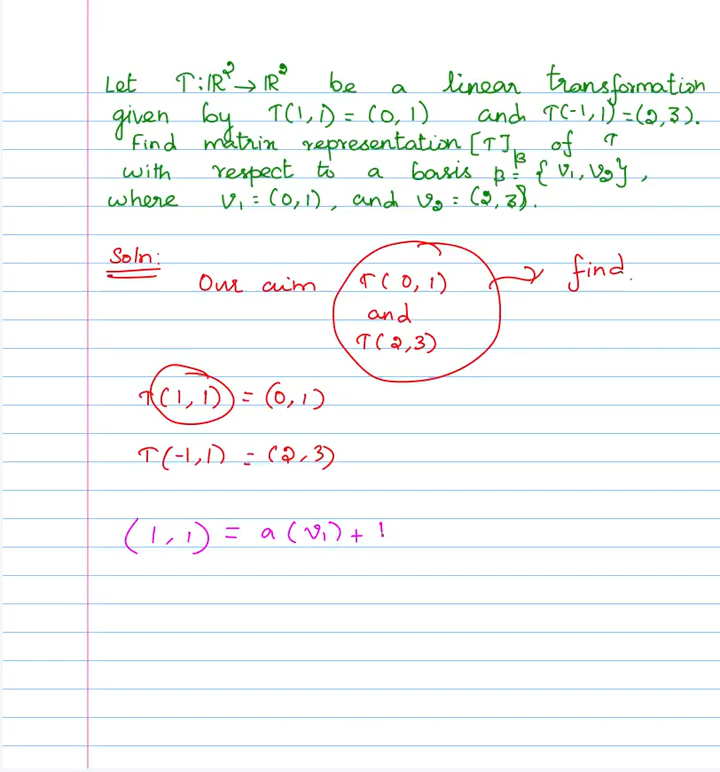 Let T:ℝ² → ℝ² be a linear transformation
given by T(1,1) = (0,1) and T(-1,1) = (2,3).
Find matrix representation [T]β of T
with respect to a basis β = {v₁, v₂},
where v₁ = (0,1), and v₂ = (2,3}.
Soln:
Our aim T(0,1) → find.
and
T(2,3)
T(1,1) = (0,1)
T(-1,1) = (2,3)
(1,1) = a(v₁) +